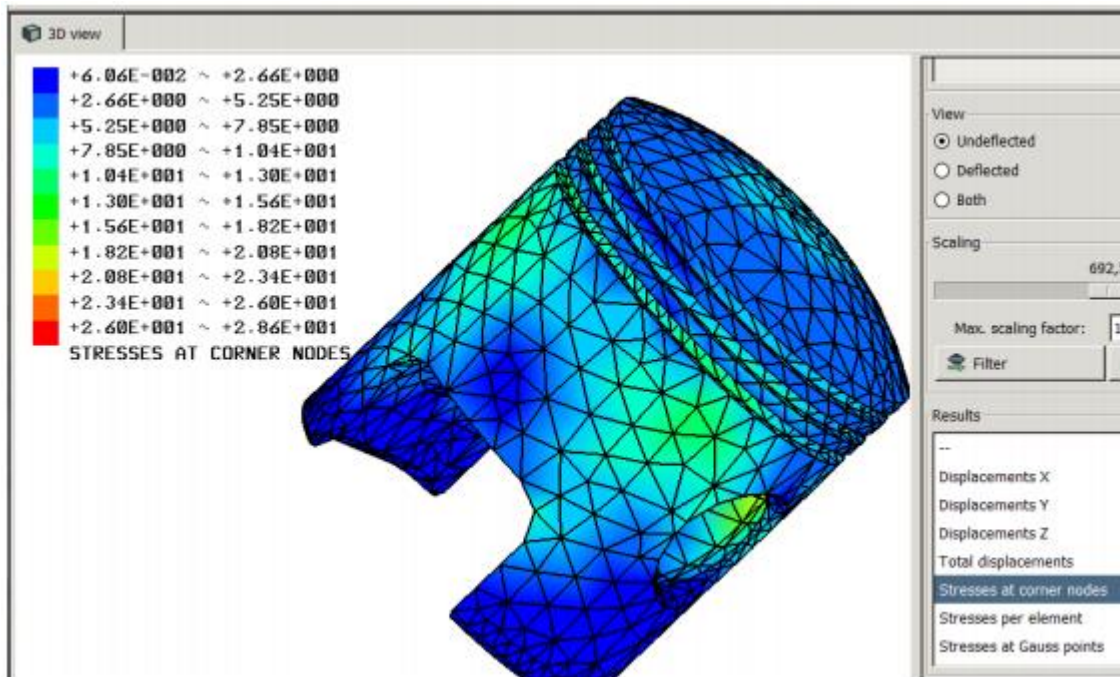 3D view
+6.06E-002 ~ +2.66E+000
+2.66E+000 ~ +5.25E+000
+5.25E+000 ~ +7.85E+000
+7.85E+000 ~ +1.04E+001
+1.04E+001 ~ +1.30E+001
+1.30E+001 ~ +1.56E+001
+1.56E+001 ~ +1.82E+001
+1.82E+001 ~ +2.08E+001
+2.08E+001 ~ +2.34E+001
+2.34E+001 ~ +2.60E+001
+2.60E+001 ~ +2.86E+001
STRESSES AT CORNER NODES
View
Undeflected
Deflected
Both
Scaling
692,
Max. scaling factor:
Filter
Results
--
Displacements X
Displacements Y
Displacements Z
Total displacements
Stresses at corner nodes
Stresses per element
Stresses at Gauss points